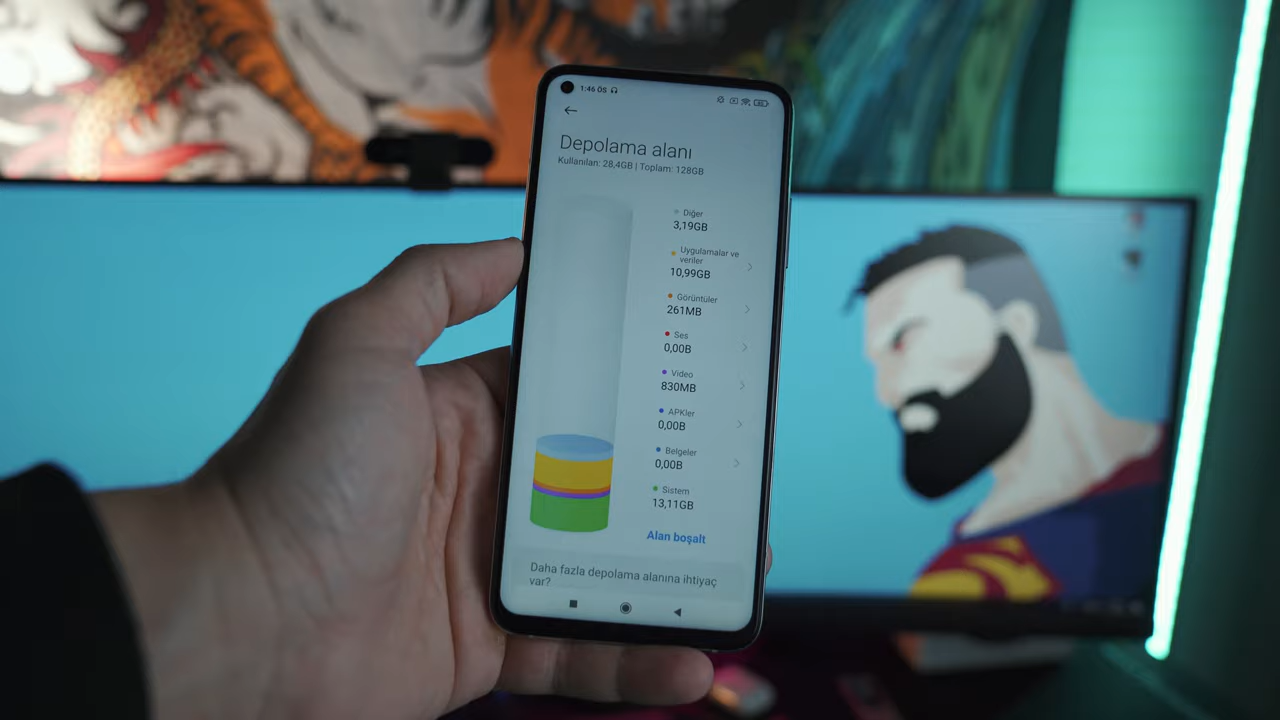 1:46 ÖS
Depolama alanı
Kullanılan: 28,4GB | Toplam: 128GB
Diğer
3,19GB
Uygulamalar ve
veriler
10,99GB
Görüntüler
261MB
Ses
0,00B
Video
830MB
APKler
0,00B
Belgeler
0,00B
Sistem
13,11GB
Alan boşalt
Daha fazla depolama alanına ihtiyaç
var?